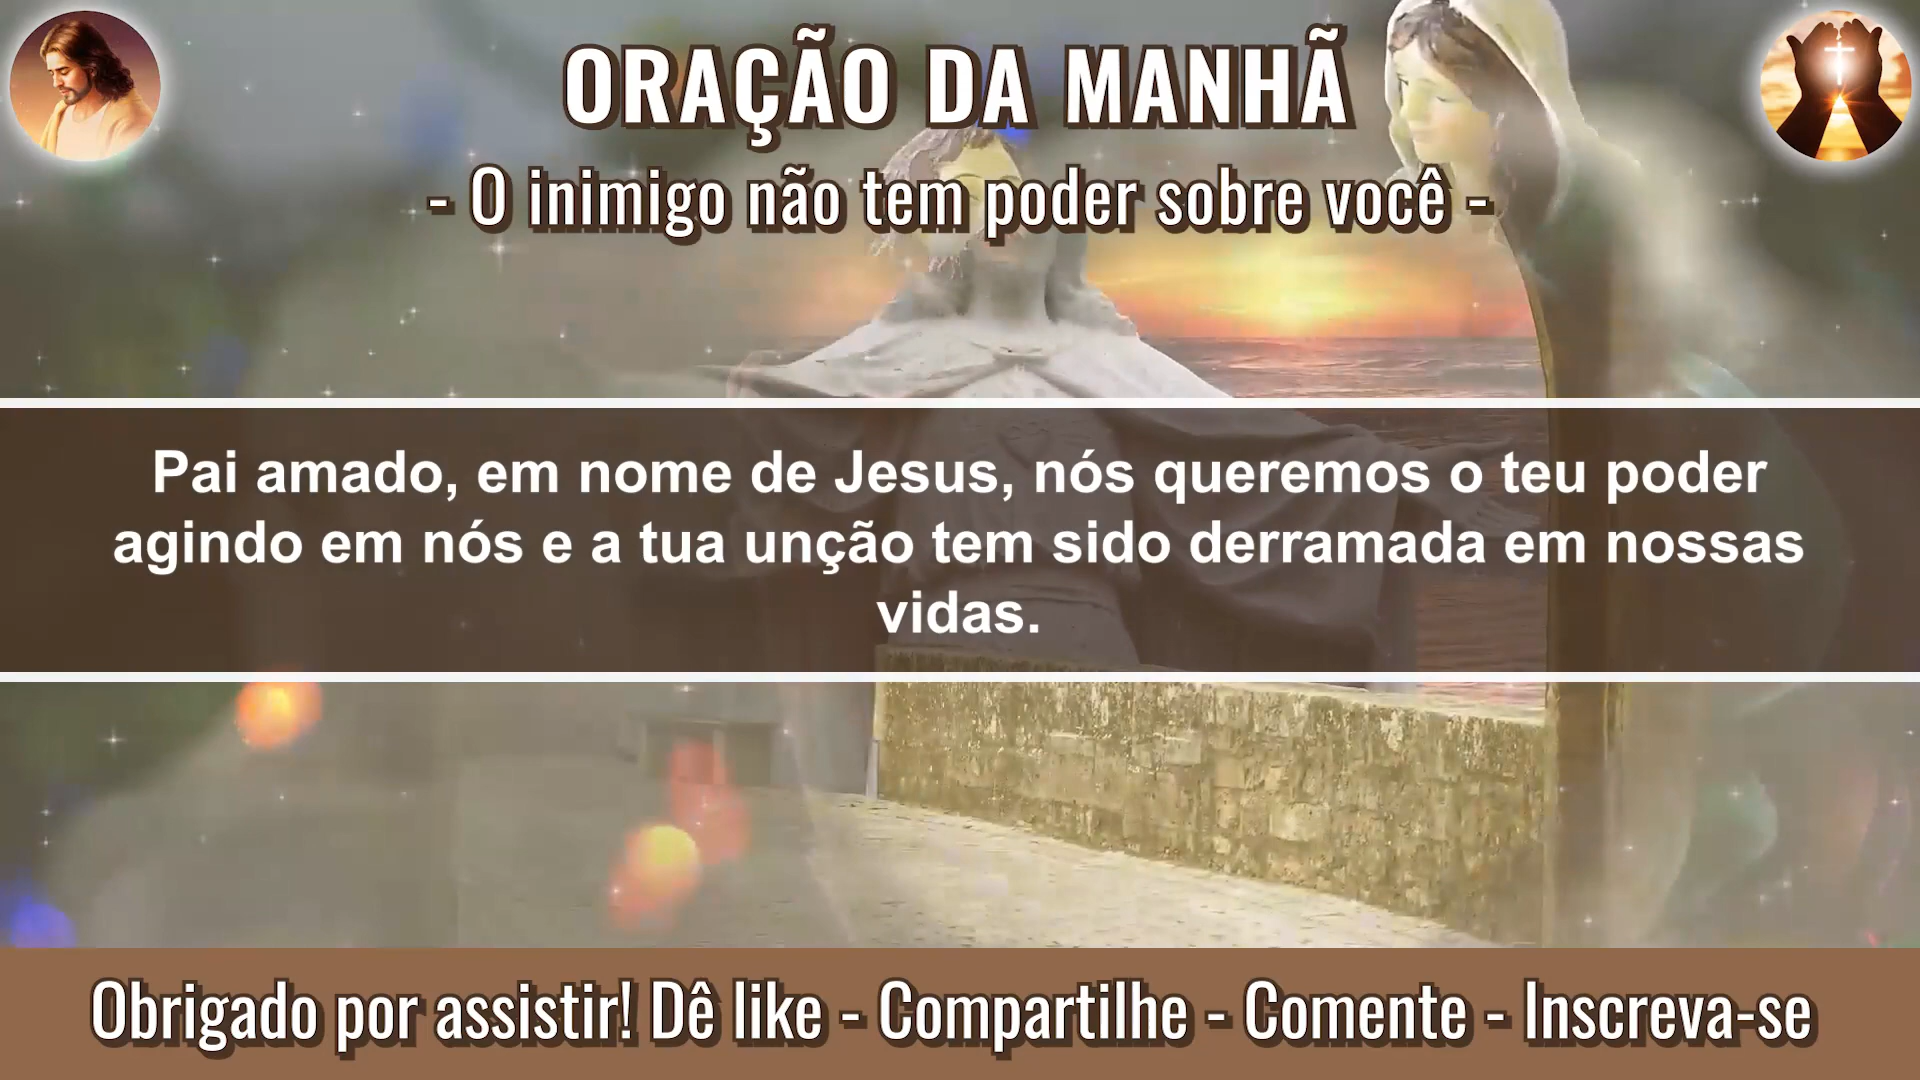 ORAÇÃO DA MANHÃ
- O inimigo não tem poder sobre você -
Pai amado, em nome de Jesus, nós queremos o teu poder
agindo em nós e a tua unção tem sido derramada em nossas
vidas.
Obrigado por assistir! Dê like - Compartilhe - Comente - Inscreva-se